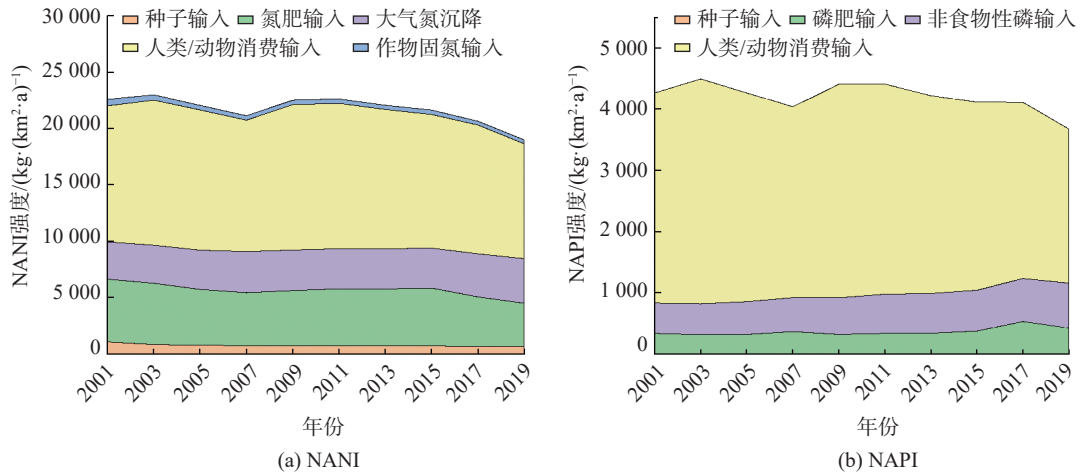 种子输入 氮肥输入 大气氮沉降
人类/动物消费输入 作物固氮输入
NANI强度/(kg·(km²·a)⁻¹)
30 000
25 000
20 000
15 000
10 000
5 000
0
2001 2003 2005 2007 2009 2011 2013 2015 2017 2019
年份
(a) NANI
种子输入 磷肥输入 非食物性磷输入
人类/动物消费输入
NAPI强度/(kg·(km²·a)⁻¹)
5 000
4 000
3 000
2 000
1 000
0
2001 2003 2005 2007 2009 2011 2013 2015 2017 2019
年份
(b) NAPI